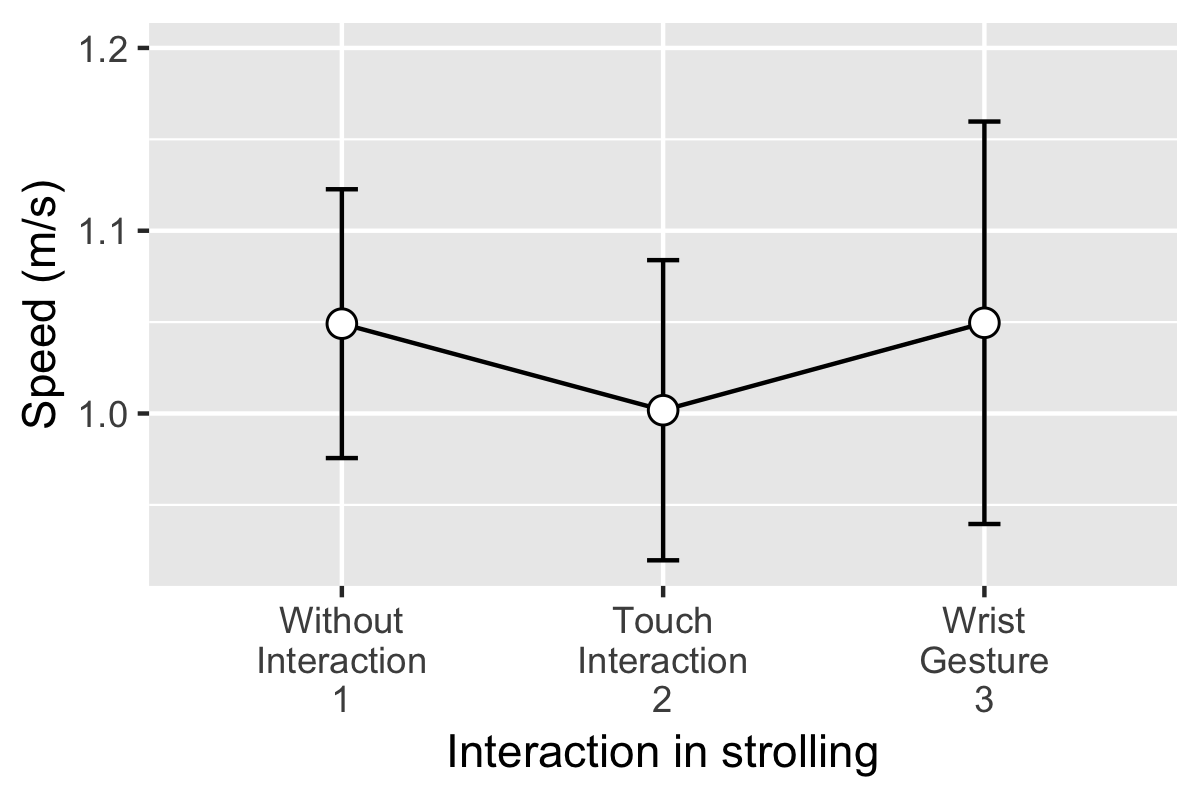 1.2
1.1
1.0
Speed (m/s)
Without Interaction 1
Touch Interaction 2
Wrist Gesture 3
Interaction in strolling